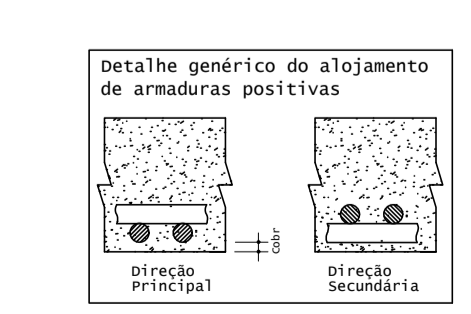 Detalhe genérico do alojamento
de armaduras positivas
cobr
Direção
Principal
Direção
Secundária